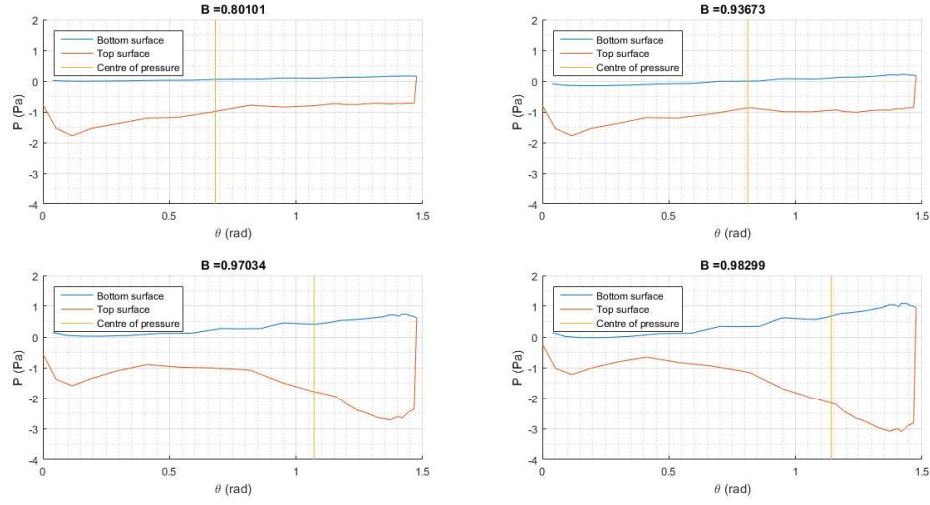 B =0.80101
2
1
0
-1
-2
-3
-4
P (Pa)
Bottom surface
Top surface
Centre of pressure
0
0.5
1
1.5
θ (rad)
B =0.93673
2
1
0
-1
-2
-3
-4
P (Pa)
Bottom surface
Top surface
Centre of pressure
0
0.5
1
1.5
θ (rad)
B =0.97034
2
1
0
-1
-2
-3
-4
P (Pa)
Bottom surface
Top surface
Centre of pressure
0
0.5
1
1.5
θ (rad)
B =0.98299
2
1
0
-1
-2
-3
-4
P (Pa)
Bottom surface
Top surface
Centre of pressure
0
0.5
1
1.5
θ (rad)